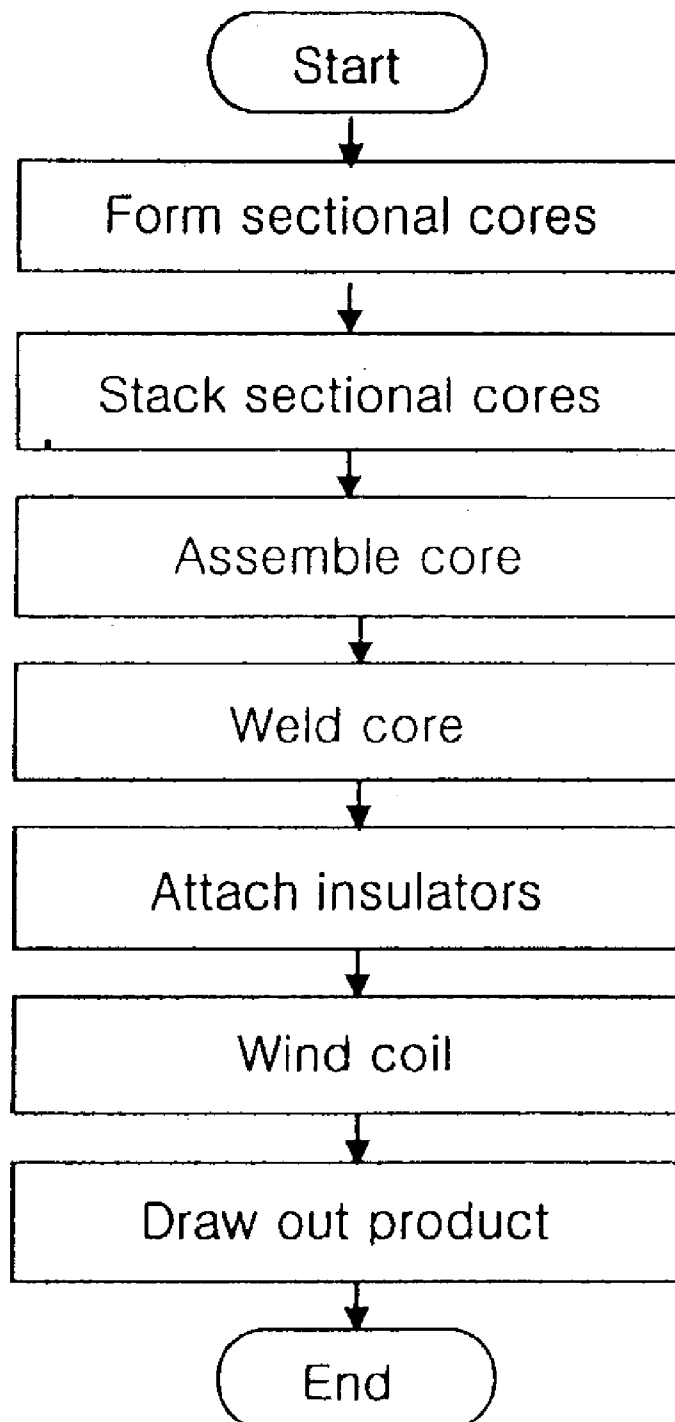 Start
Form sectional cores
Stack sectional cores
Assemble core
Weld core
Attach insulators
Wind coil
Draw out product
End